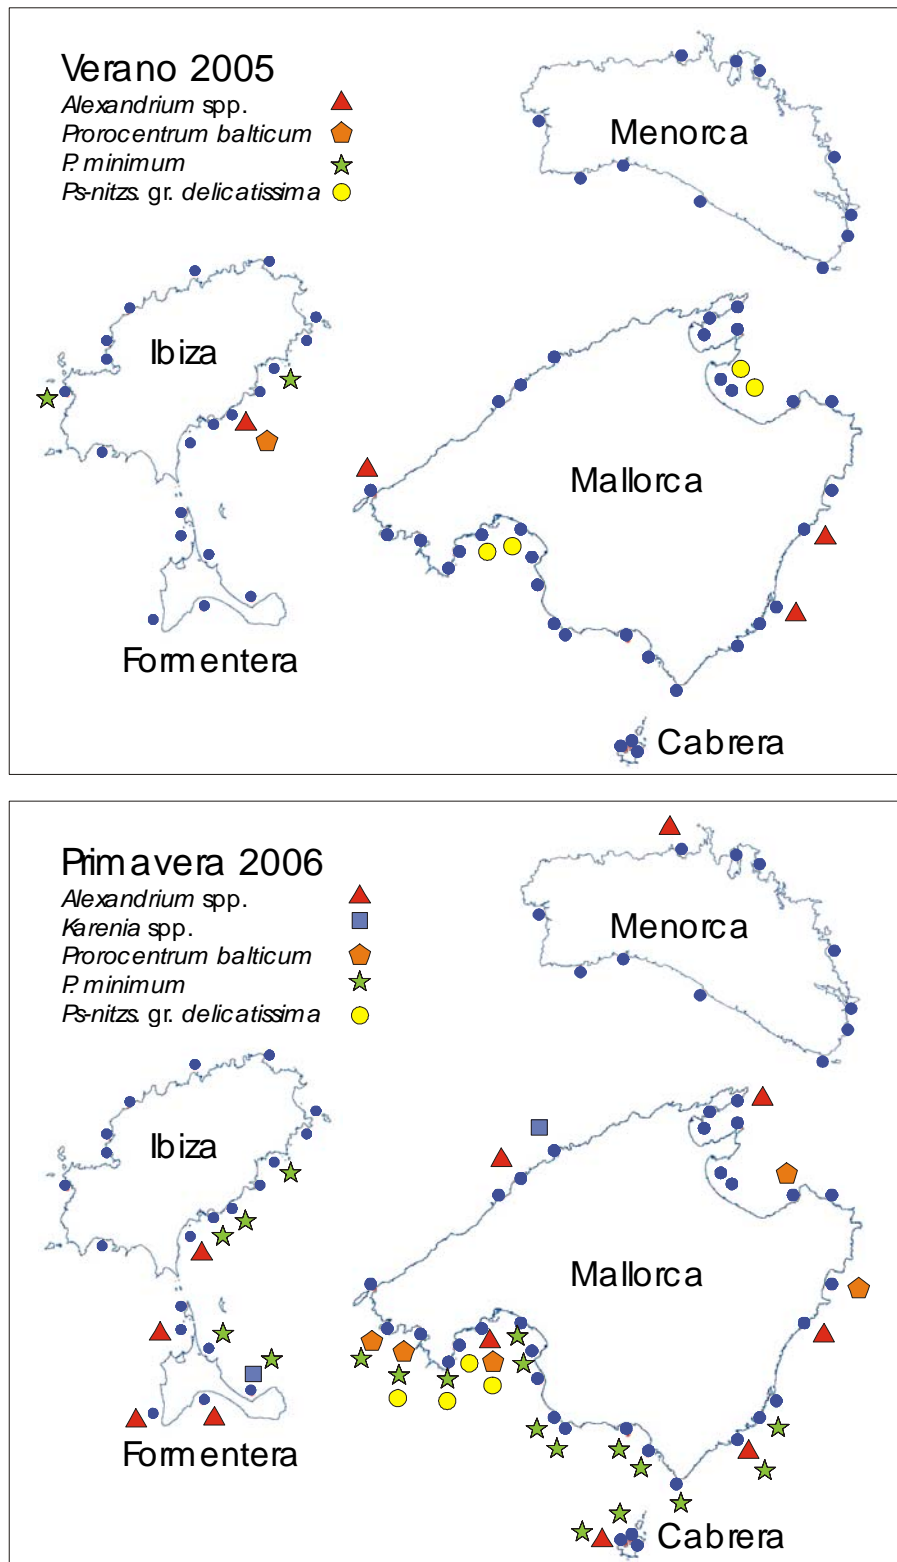 Verano 2005
Alexandrium spp.
Prorocentrum balticum
P. minimum
Ps-nitzs. gr. delicatissima
Menorca
Ibiza
Mallorca
Formentera
Cabrera
Primavera 2006
Alexandrium spp.
Karenia spp.
Prorocentrum balticum
P. minimum
Ps-nitzs. gr. delicatissima
Menorca
Ibiza
Mallorca
Formentera
Cabrera